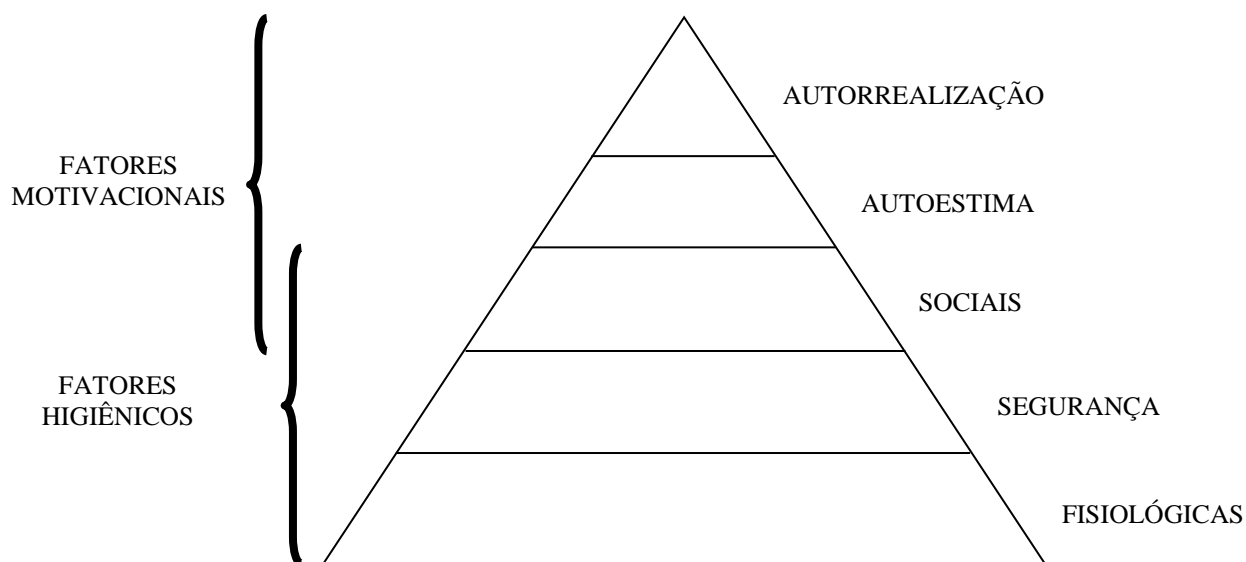 AUTORREALIZAÇÃO
FATORES
MOTIVACIONAIS
AUTOESTIMA
SOCIAIS
FATORES
HIGIÊNICOS
SEGURANÇA
FISIOLÓGICAS